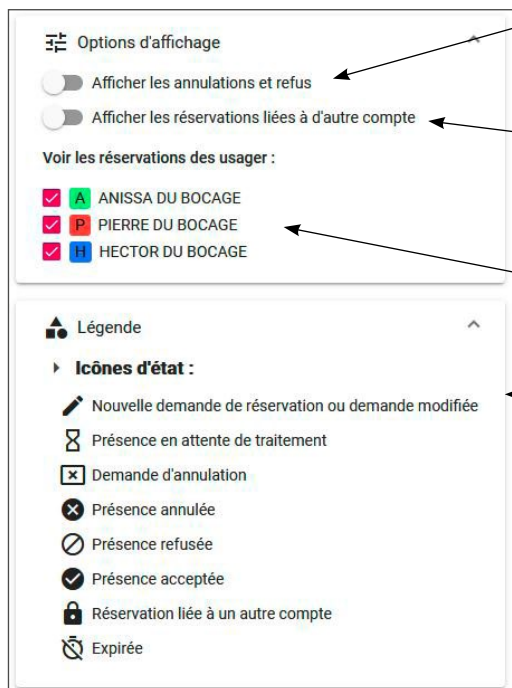 Options d'affichage
Afficher les annulations et refus
Afficher les réservations liées à d'autre compte
Voir les réservations des usager :
A ANISSA DU BOCAGE
P PIERRE DU BOCAGE
H HECTOR DU BOCAGE
Légende
Icônes d'état :
Nouvelle demande de réservation ou demande modifiée
Présence en attente de traitement
Demande d'annulation
Présence annulée
Présence refusée
Présence acceptée
Réservation liée à un autre compte
Expirée